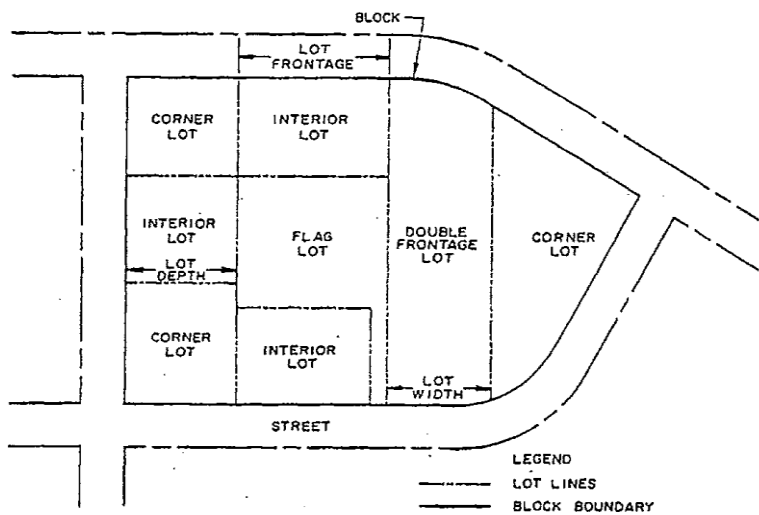 BLOCK
LOT
FRONTAGE
CORNER
LOT
INTERIOR
LOT
INTERIOR
LOT
LOT
DEPTH
FLAG
LOT
DOUBLE
FRONTAGE
LOT
CORNER
LOT
CORNER
LOT
INTERIOR
LOT
LOT
WIDTH
STREET
LEGEND
LOT LINES
BLOCK BOUNDARY